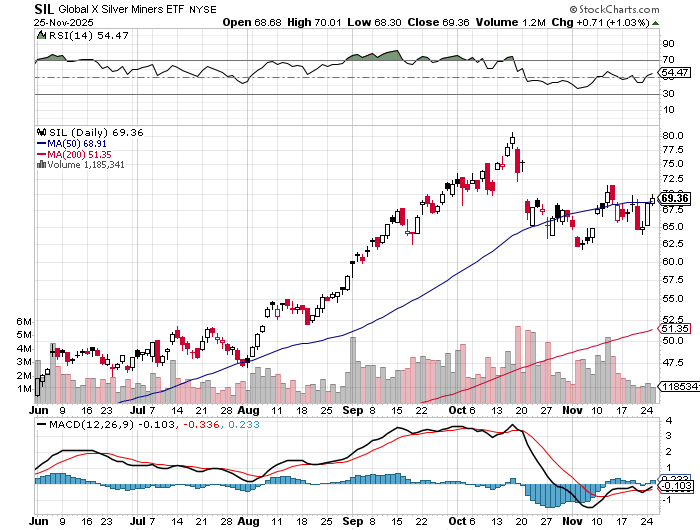 SIL Global X Silver Miners ETF NYSE © StockCharts.com
25-Nov-2025 Open 68.68 High 70.01 Low 68.30 Close 69.36 Volume 1.2M Chg +0.71 (+1.03%)
RSI(14) 54.47
90
70
54.47
50
30
10
SIL (Daily) 69.36
MA(50) 68.91
MA(200) 51.35
Volume 1,185,341
80.0
77.5
75.0
72.5
69.36
67.5
65.0
62.5
60.0
57.5
55.0
52.5
51.35
50.0
47.5
6M
5M
4M
3M
2M
1M
118534
Jun 9 16 23 Jul 7 14 21 28 Aug 11 18 25 Sep 8 15 22 Oct 6 13 20 27 Nov 10 17 24
MACD(12,26,9) -0.103, -0.336, 0.233
4
3
2
1
-0.103
-1
Jun 9 16 23 Jul 7 14 21 28 Aug 11 18 25 Sep 8 15 22 Oct 6 13 20 27 Nov 10 17 24